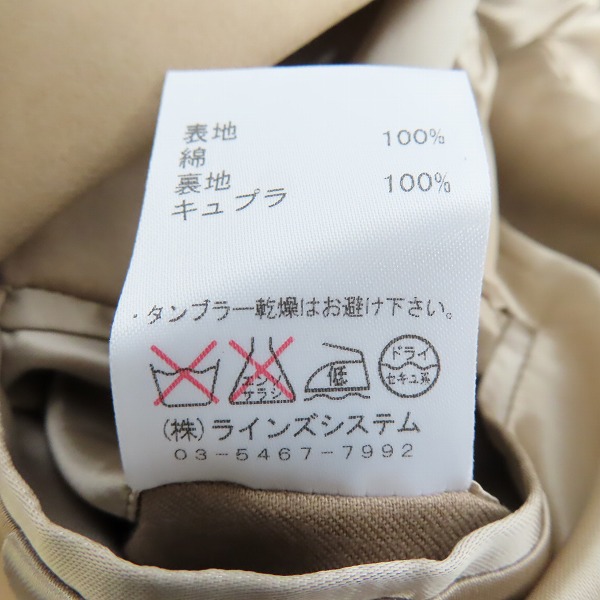 表地 100%
綿
裏地 100%
キュプラ
・タンブラー乾燥はお避け下さい。
エンソ サラシ 低 ドライ セキユ系
(株)ラインズシステム
03-5467-7992